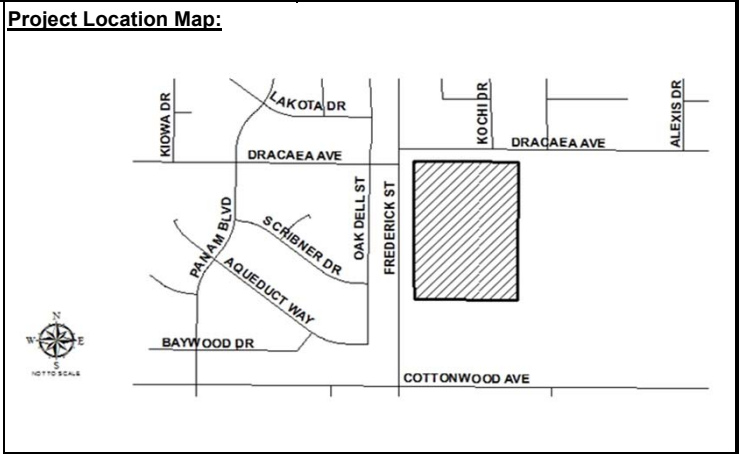 Project Location Map:
LAKOTA DR
KIOWA DR
KOCHI DR
ALEXIS DR
DRACAEA AVE
DRACAEA AVE
OAK DELL ST
FREDERICK ST
PANAM BLVD
SCRIBNER DR
AQUEDUCT WAY
BAYWOOD DR
N
W E
S
NOT TO SCALE
COTTONWOOD AVE